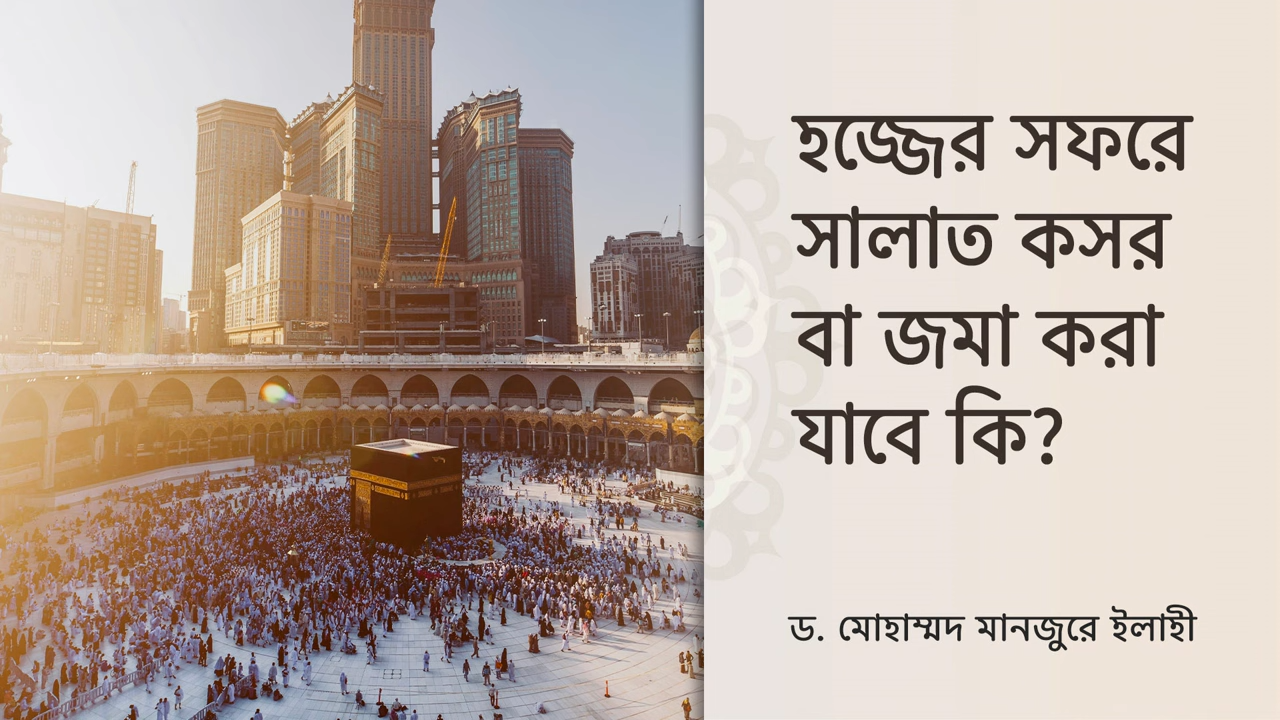 হজ্জের সফরে
সালাত কসর
বা জমা করা
যাবে কি?
ড. মোহাম্মদ মানজুরে ইলাহী